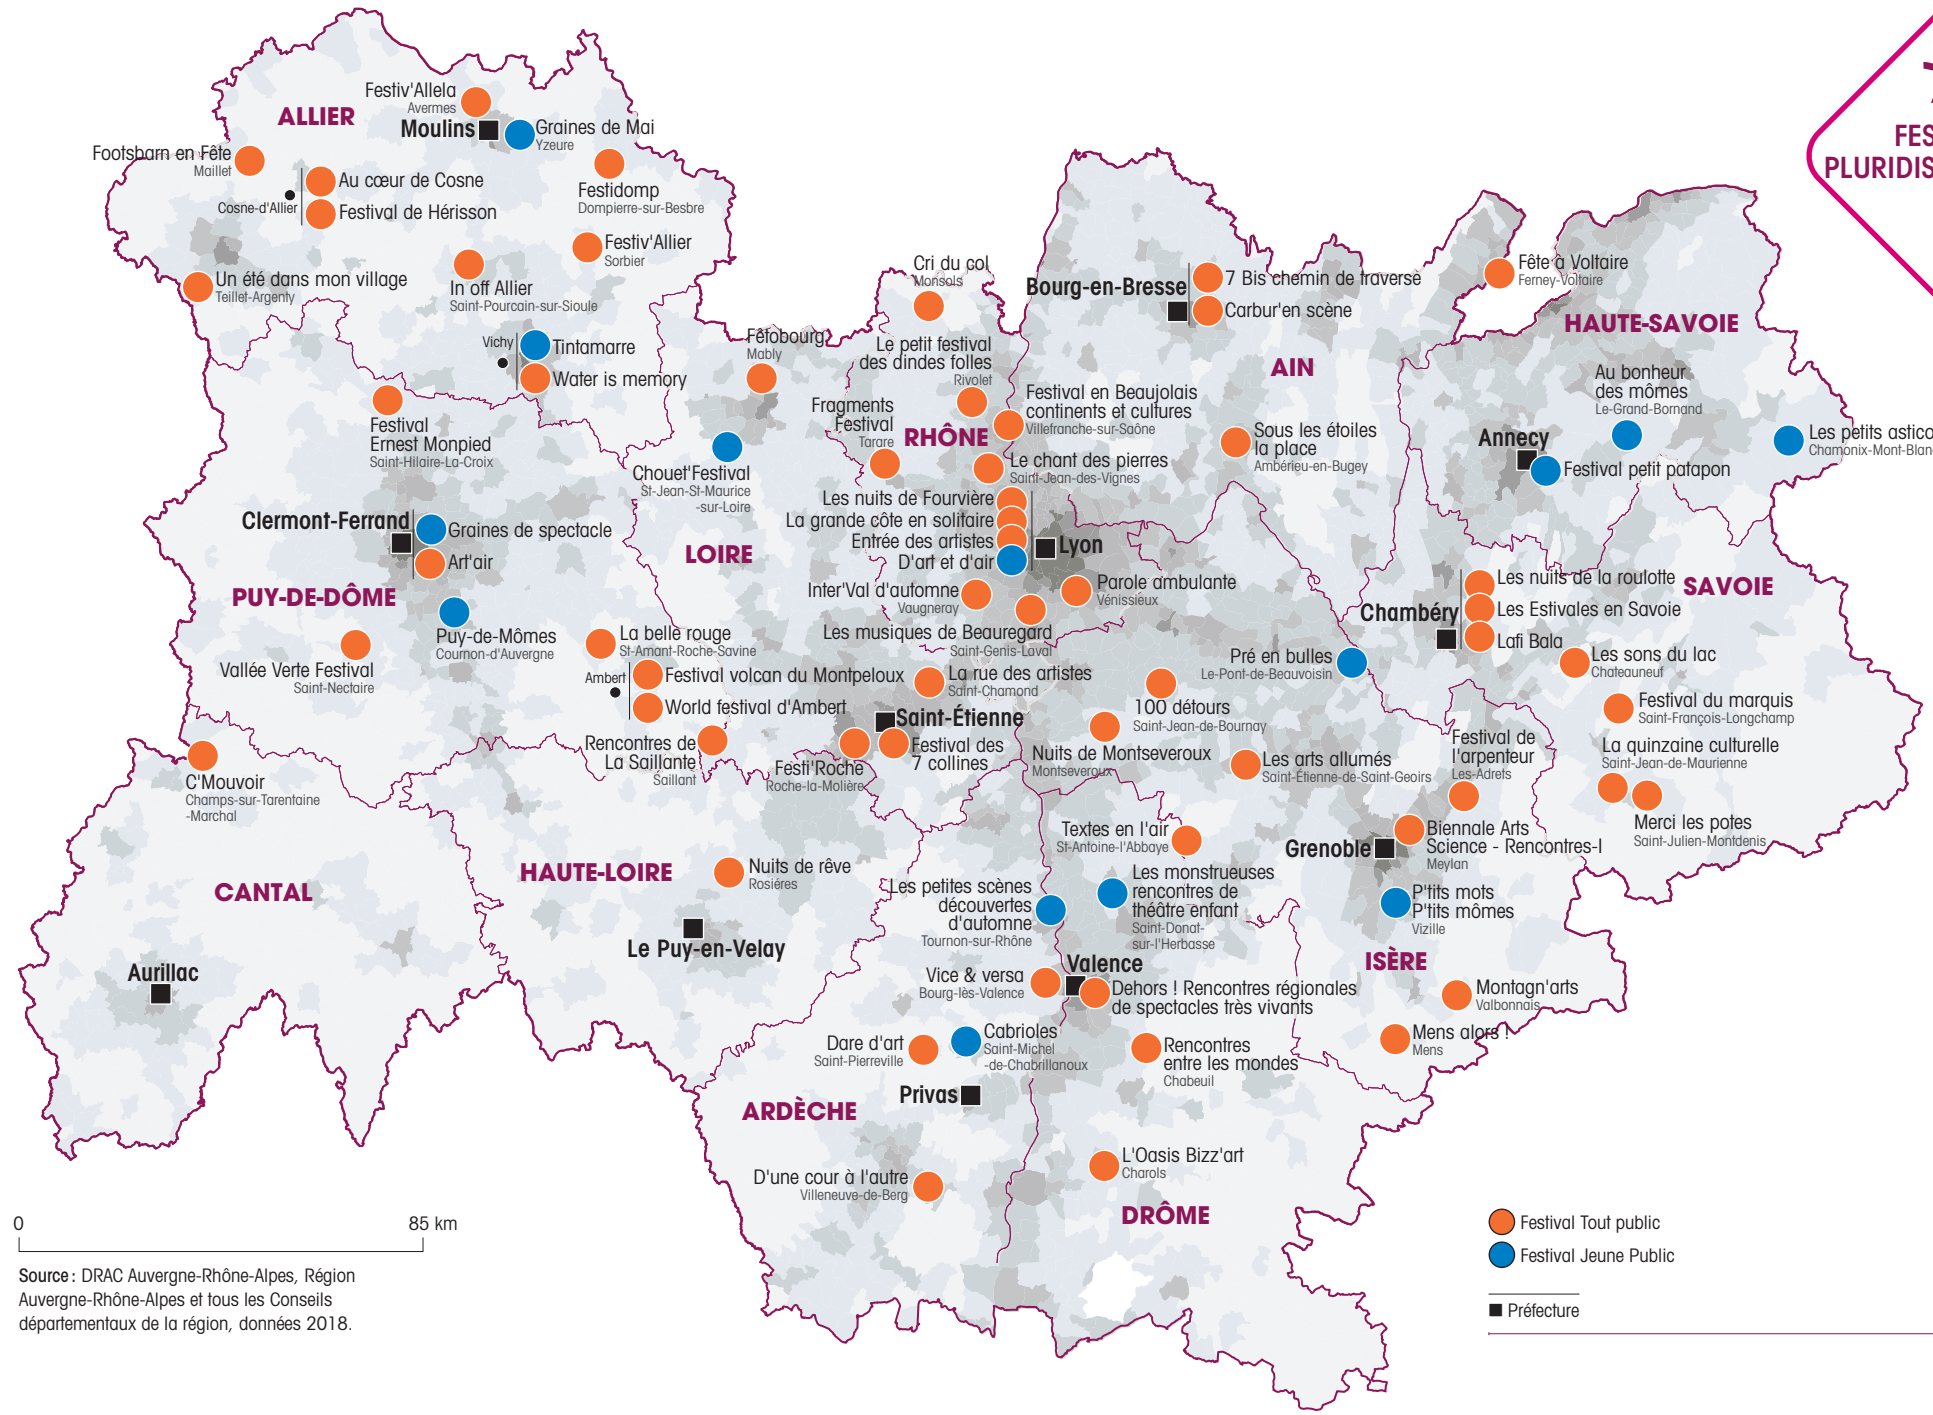 FES
PLURIDIS
ALLIER
Festiv'Allela
Avermes
Moulins
Graines de Mai
Yzeure
Footsbarn en Fête
Maillet
Au cœur de Cosne
Cosne-d'Allier
Festival de Hérisson
Festidomp
Dompierre-sur-Besbre
Festiv'Allier
Sorbier
Un été dans mon village
Teillet-Argenty
In off Allier
Saint-Pourcain-sur-Sioule
Vichy
Tintamarre
Water is memory
Cri du col
Monsols
Bourg-en-Bresse
7 Bis chemin de traverse
Carbur'en scène
AIN
Fête à Voltaire
Ferney-Voltaire
HAUTE-SAVOIE
Fêtobourg
Mably
Le petit festival
des dindes folles
Rivolet
Festival en Beaujolais
continents et cultures
Villefranche-sur-Saône
Fragments
Festival
Tarare
RHÔNE
Au bonheur
des mômes
Le-Grand-Bornand
Sous les étoiles
la place
Ambérieu-en-Bugey
Annecy
Festival petit patapon
Les petits astico
Chamonix-Mont-Blanc
Festival
Ernest Monpied
Saint-Hilaire-La-Croix
Chouet'Festival
St-Jean-St-Maurice
-sur-Loire
LOIRE
Le chant des pierres
Saint-Jean-des-Vignes
Les nuits de Fourvière
La grande côte en solitaire
Entrée des artistes
D'art et d'air
Lyon
Clermont-Ferrand
Graines de spectacle
Art'air
PUY-DE-DÔME
Puy-de-Mômes
Cournon-d'Auvergne
Inter'Val d'automne
Vaugneray
Parole ambulante
Vénissieux
Les musiques de Beauregard
Saint-Genis-Laval
Chambéry
Les nuits de la roulotte
Les Estivales en Savoie
Lafi Bala
SAVOIE
Vallée Verte Festival
Saint-Nectaire
La belle rouge
St-Amant-Roche-Savine
Ambert
Festival volcan du Montpeloux
World festival d'Ambert
La rue des artistes
Saint-Chamond
Pré en bulles
Le-Pont-de-Beauvoisin
Les sons du lac
Chateauneuf
Festival du marquis
Saint-François-Longchamp
Saint-Étienne
Festival des
7 collines
100 détours
Saint-Jean-de-Bournay
Rencontres de
La Saillante
Saillant
Festi'Roche
Roche-la-Molière
Nuits de Montseveroux
Montseveroux
Les arts allumés
Saint-Étienne-de-Saint-Geoirs
Festival de
l'arpenteur
Les-Adrets
La quinzaine culturelle
Saint-Jean-de-Maurienne
Merci les potes
Saint-Julien-Montdenis
C'Mouvoir
Champs-sur-Tarentaine
-Marchal
CANTAL
HAUTE-LOIRE
Nuits de rêve
Rosiéres
Textes en l'air
St-Antoine-l'Abbaye
Grenoble
Biennale Arts
Science - Rencontres-I
Meylan
Les petites scènes
découvertes
d'automne
Tournon-sur-Rhône
Les monstrueuses
rencontres de
théâtre enfant
Saint-Donat-
sur-l'Herbasse
P'tits mots
P'tits mômes
Vizille
Le Puy-en-Velay
Aurillac
ISÈRE
Vice & versa
Bourg-lès-Valence
Valence
Dehors ! Rencontres régionales
de spectacles très vivants
Montagn'arts
Valbonnais
Dare d'art
Saint-Pierreville
Cabrioles
Saint-Michel
-de-Chabrillanoux
Rencontres
entre les mondes
Chabeuil
Mens alors !
Mens
Privas
ARDÈCHE
D'une cour à l'autre
Villeneuve-de-Berg
L'Oasis Bizz'art
Charols
DRÔME
0
85 km
Source : DRAC Auvergne-Rhône-Alpes, Région
Auvergne-Rhône-Alpes et tous les Conseils
départementaux de la région, données 2018.
Festival Tout public
Festival Jeune Public
Préfecture